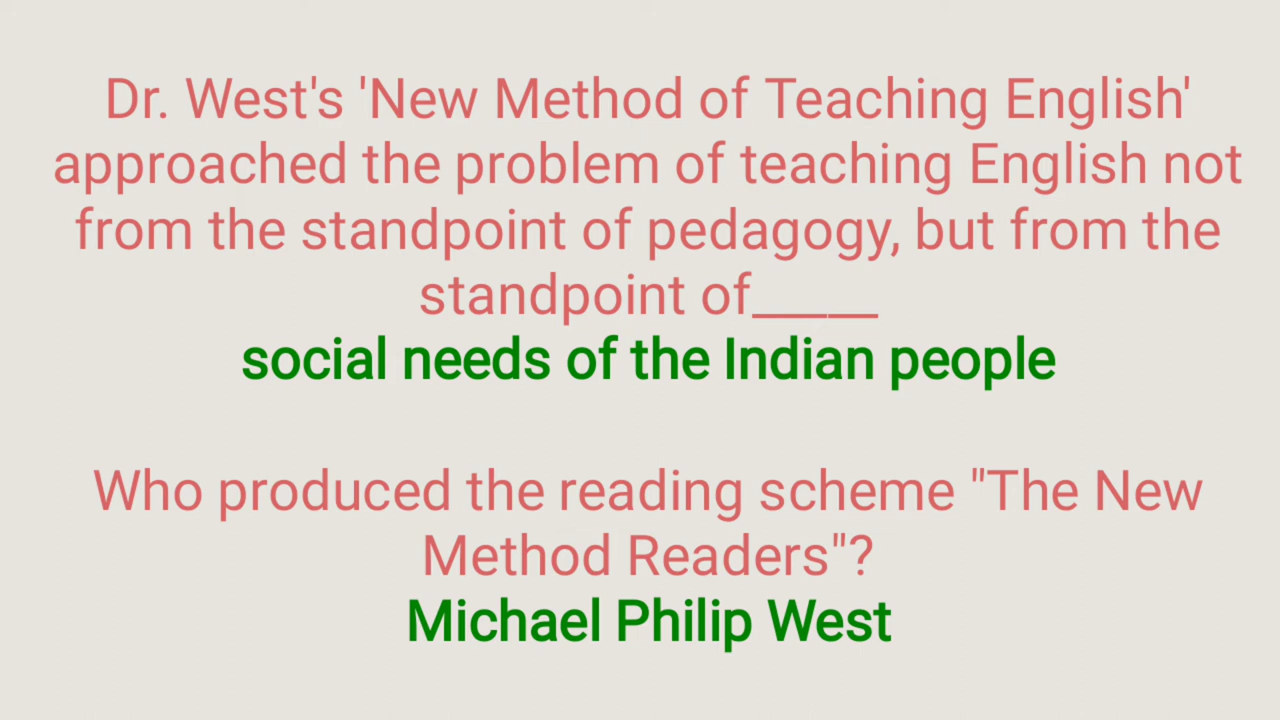 Dr. West's 'New Method of Teaching English'
approached the problem of teaching English not
from the standpoint of pedagogy, but from the
standpoint of_____
social needs of the Indian people
Who produced the reading scheme "The New
Method Readers"?
Michael Philip West